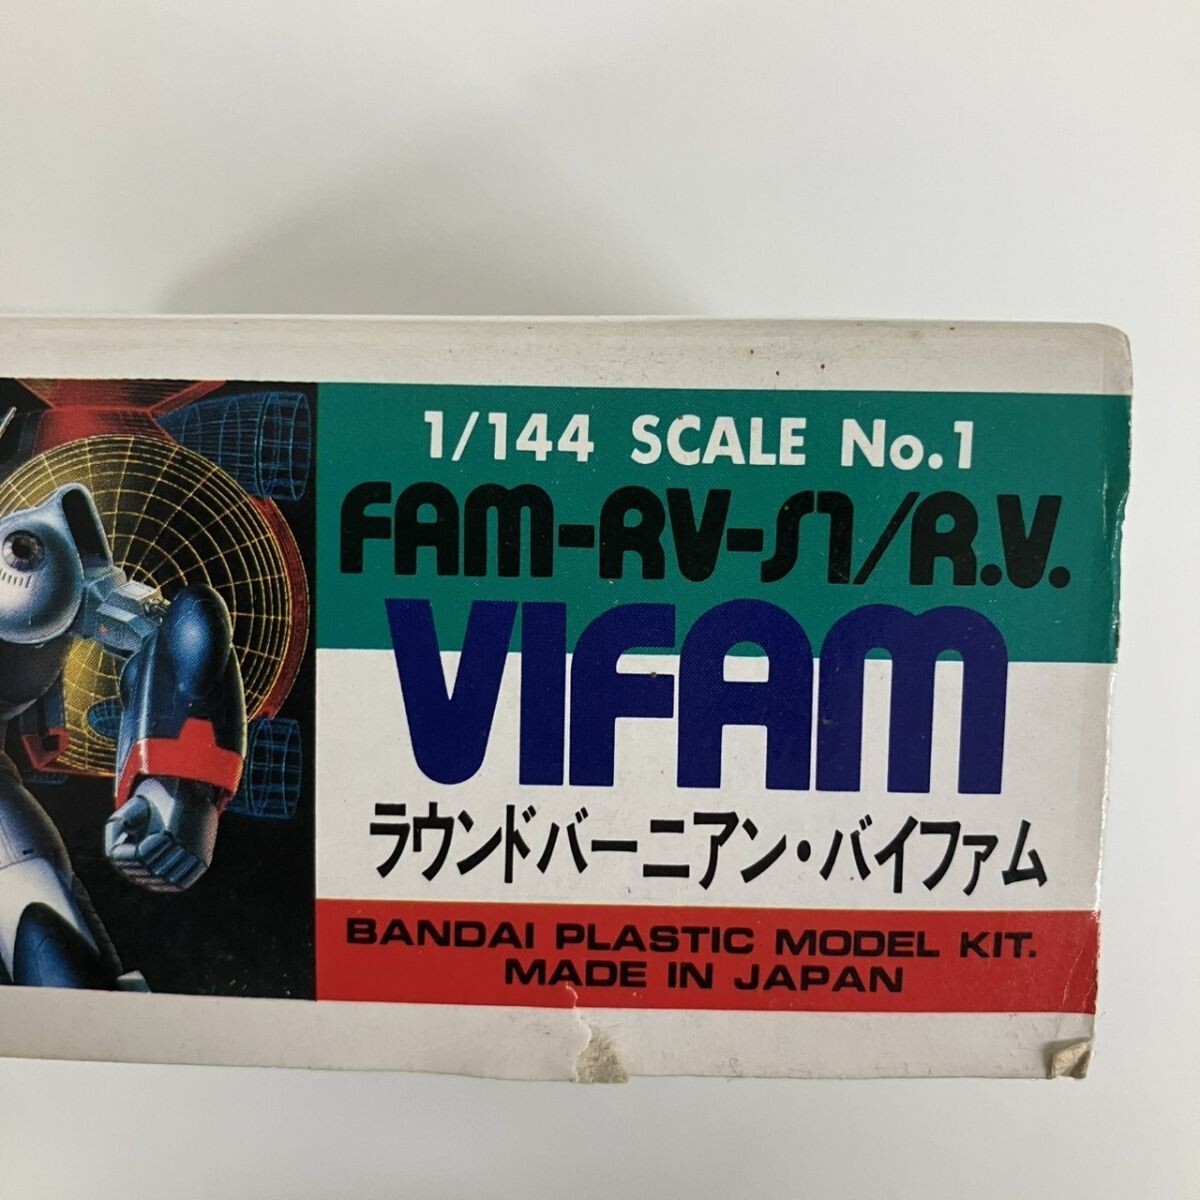 1/144 SCALE No.1
FAM-RV-S1/R.V.
VIFAM
ラウンドバーニアン・バイファム
BANDAI PLASTIC MODEL KIT.
MADE IN JAPAN